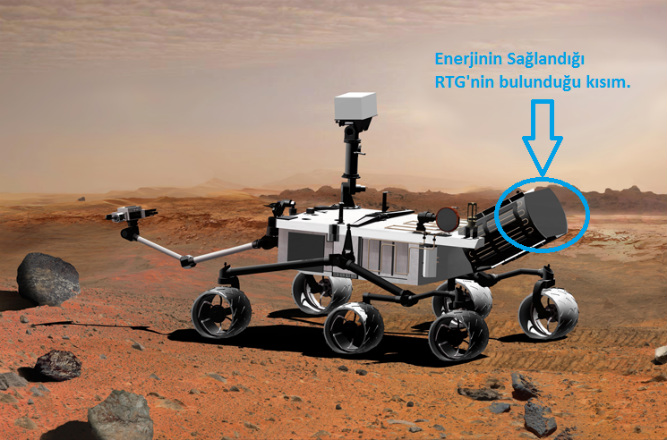 Enerjinin Sağlandığı
RTG'nin bulunduğu kısım.